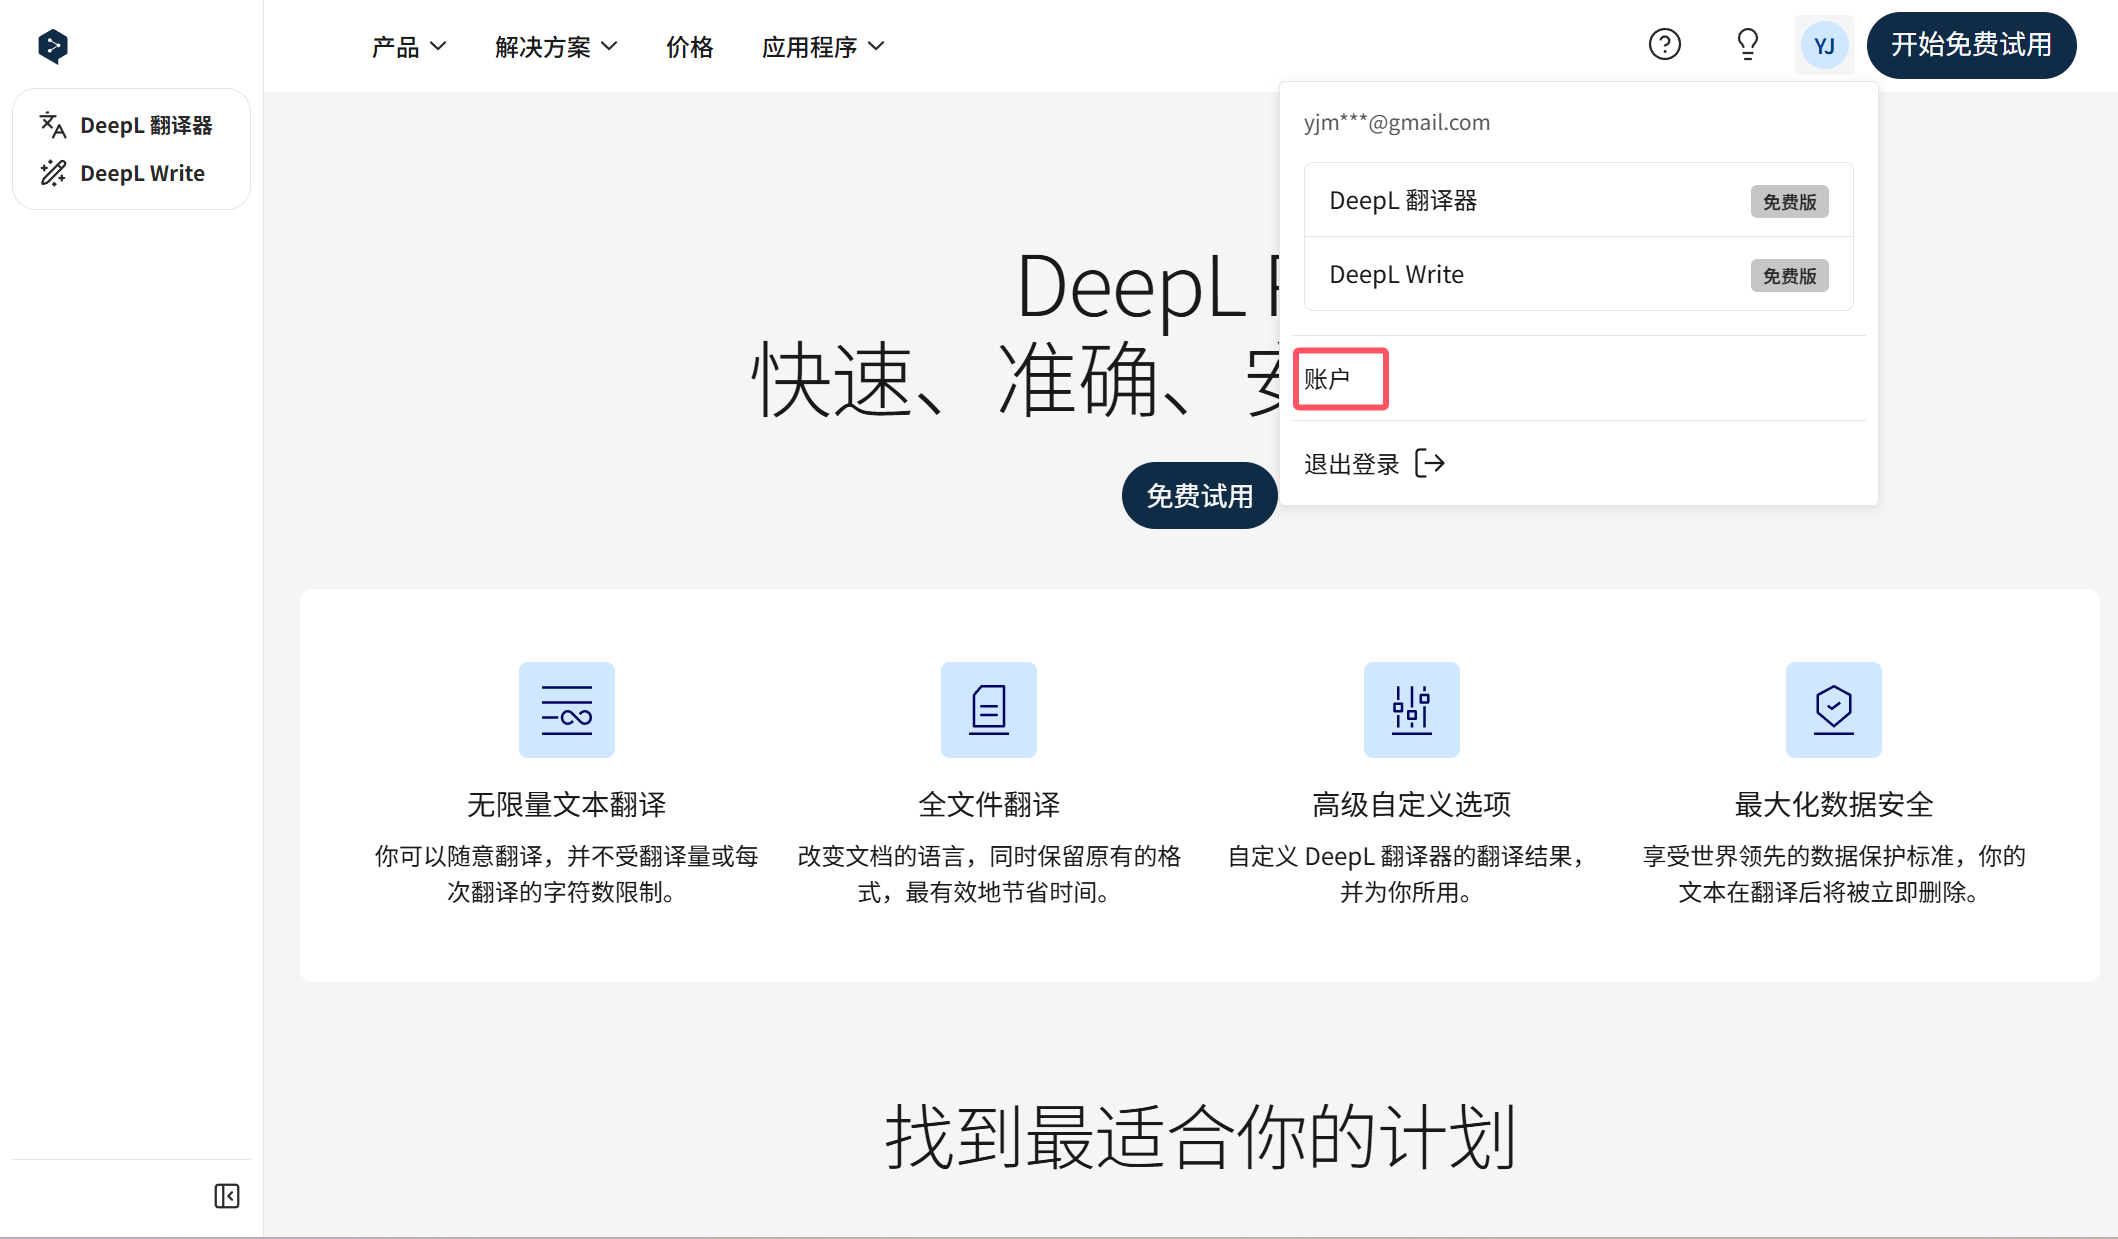 产品
解决方案
价格
应用程序
YJ
开始免费试用
DeepL 翻译器
DeepL Write
yjm***@gmail.com
DeepL 翻译器
免费版
DeepL Write
免费版
账户
退出登录
DeepL
快速、准确、
免费试用
无限量文本翻译
你可以随意翻译，并不受翻译量或每
次翻译的字符数限制。
全文件翻译
改变文档的语言，同时保留原有的格
式，最有效地节省时间。
高级自定义选项
自定义 DeepL 翻译器的翻译结果，
并为你所用。
最大化数据安全
享受世界领先的数据保护标准，你的
文本在翻译后将被立即删除。
找到最适合你的计划